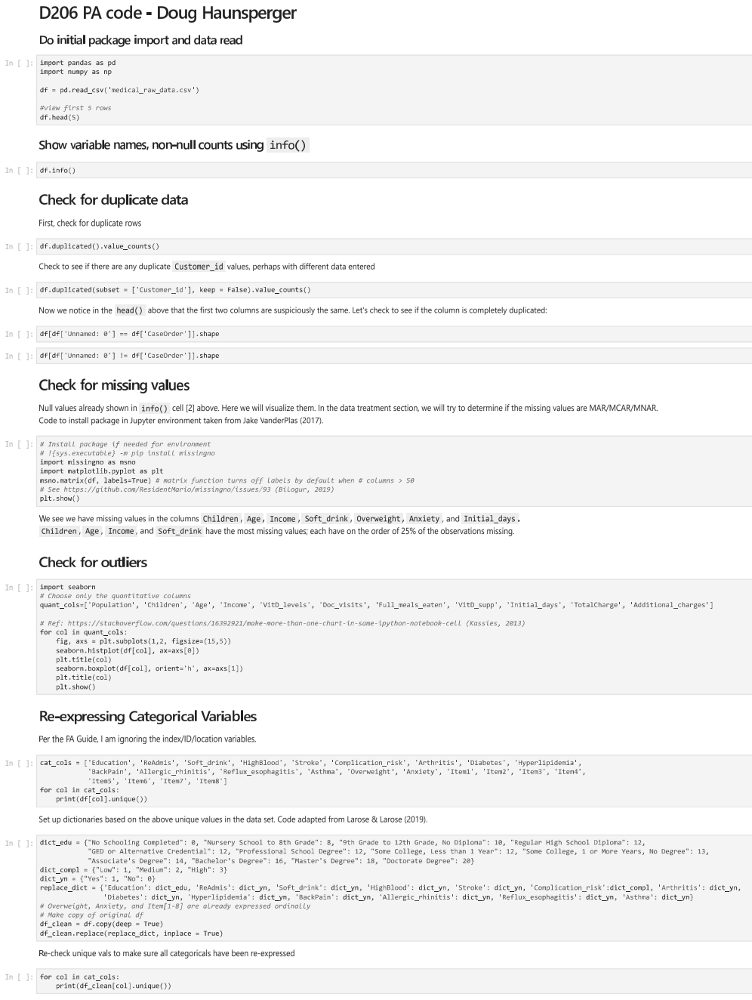 D206 PA code - Doug Haunsperger
Do initial package import and data read
In [ ]: import pandas as pd
import numpy as np
df = pd.read_csv('medical_raw_data.csv')
#view first 5 rows
df.head(5)
Show variable names, non-null counts using info()
In [ ]: df.info()
Check for duplicate data
First, check for duplicate rows
In [ ]: df.duplicated().value_counts()
Check to see if there are any duplicate Customer_id values, perhaps with different data entered
In [ ]: df.duplicated(subset = ['Customer_id'], keep = False).value_counts()
Now we notice in the head() above that the first two columns are suspiciously the same. Let's check to see if the column is completely duplicated:
In [ ]: df[df['Unnamed: 0'] == df['CaseOrder']].shape
In [ ]: df[df['Unnamed: 0'] != df['CaseOrder']].shape
Check for missing values
Null values already shown in info() cell [2] above. Here we will visualize them. In the data treatment section, we will try to determine if the missing values are MAR/MCAR/MNAR.
Code to install package in Jupyter environment taken from Jake VanderPlas (2017).
In [ ]: # Install package if needed for environment
# !{sys.executable} -m pip install missingno
import missingno as msno
import matplotlib.pyplot as plt
msno.matrix(df, labels=True) # matrix function turns off labels by default when # columns > 50
# See https://github.com/ResidentMario/missingno/issues/93 (Bilogur, 2019)
plt.show()
We see we have missing values in the columns Children, Age, Income, Soft_drink, Overweight, Anxiety, and Initial_days.
Children, Age, Income, and Soft_drink have the most missing values; each have on the order of 25% of the observations missing.
Check for outliers
In [ ]: import seaborn
# Choose only the quantitative columns
quant_cols=['Population', 'Children', 'Age', 'Income', 'VitD_levels', 'Doc_visits', 'Full_meals_eaten', 'VitD_supp', 'Initial_days', 'TotalCharge', 'Additional_charges']
# Ref: https://stackoverflow.com/questions/16392921/make-more-than-one-chart-in-same-ipython-notebook-cell (Kassies, 2013)
for col in quant_cols:
fig, axs = plt.subplots(1,2, figsize=(15,5))
seaborn.histplot(df[col], ax=axs[0])
plt.title(col)
seaborn.boxplot(df[col], orient='h', ax=axs[1])
plt.title(col)
plt.show()
Re-expressing Categorical Variables
Per the PA Guide, I am ignoring the index/ID/location variables.
In [ ]: cat_cols = ['Education', 'ReAdmis', 'Soft_drink', 'HighBlood', 'Stroke', 'Complication_risk', 'Arthritis', 'Diabetes', 'Hyperlipidemia',
'BackPain', 'Allergic_rhinitis', 'Reflux_esophagitis', 'Asthma', 'Overweight', 'Anxiety', 'Item1', 'Item2', 'Item3', 'Item4',
'Item5', 'Item6', 'Item7', 'Item8']
for col in cat_cols:
print(df[col].unique())
Set up dictionaries based on the above unique values in the data set. Code adapted from Larose & Larose (2019).
In [ ]: dict_edu = {"No Schooling Completed": 0, "Nursery School to 8th Grade": 8, "9th Grade to 12th Grade, No Diploma": 10, "Regular High School Diploma": 12,
"GED or Alternative Credential": 12, "Professional School Degree": 12, "Some College, Less than 1 Year": 12, "Some College, 1 or More Years, No Degree": 13,
"Associate's Degree": 14, "Bachelor's Degree": 16, "Master's Degree": 18, "Doctorate Degree": 20}
dict_compl = {"Low": 1, "Medium": 2, "High": 3}
dict_yn = {"Yes": 1, "No": 0}
replace_dict = {'Education': dict_edu, 'ReAdmis': dict_yn, 'Soft_drink': dict_yn, 'HighBlood': dict_yn, 'Stroke': dict_yn, 'Complication_risk':dict_compl, 'Arthritis': dict_yn,
'Diabetes': dict_yn, 'Hyperlipidemia': dict_yn, 'BackPain': dict_yn, 'Allergic_rhinitis': dict_yn, 'Reflux_esophagitis': dict_yn, 'Asthma': dict_yn}
# Overweight, Anxiety, and Item[1-8] are already expressed ordinally
# Make copy of original df
df_clean = df.copy(deep = True)
df_clean.replace(replace_dict, inplace = True)
Re-check unique vals to make sure all categoricals have been re-expressed
In [ ]: for col in cat_cols:
print(df_clean[col].unique())